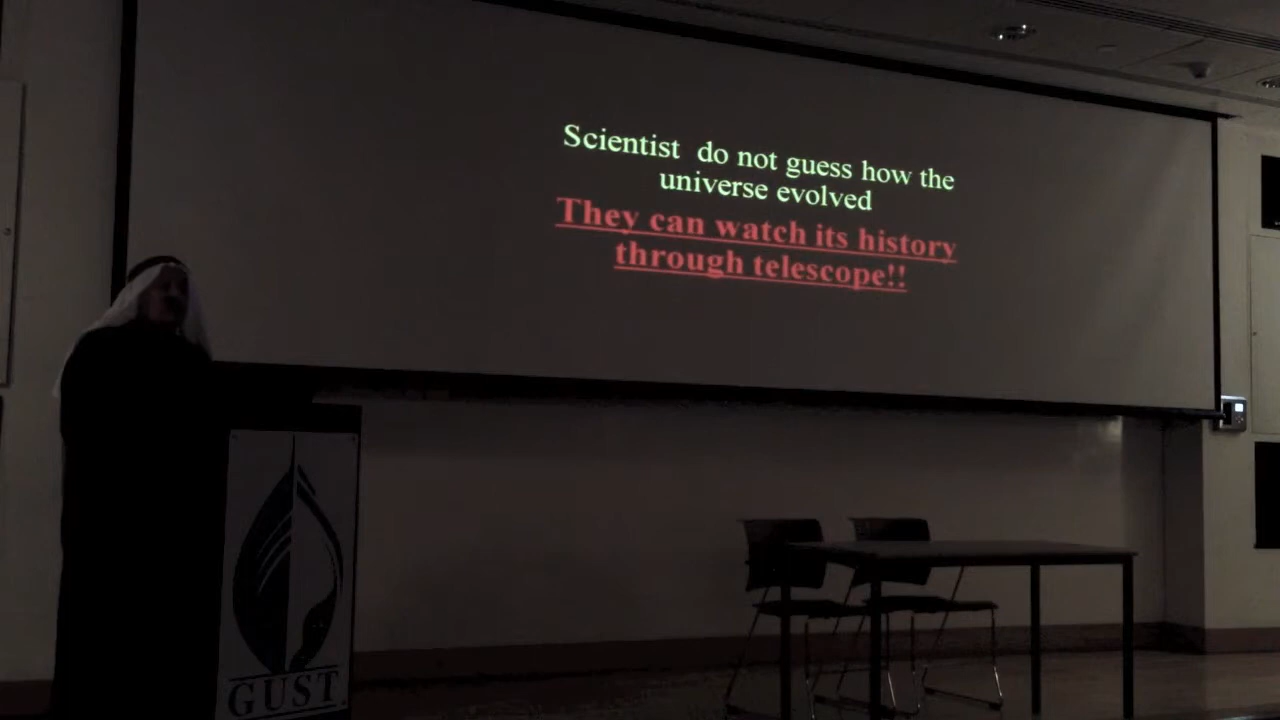 Scientist do not guess how the
universe evolved
They can watch its history
through telescope!!
GUST